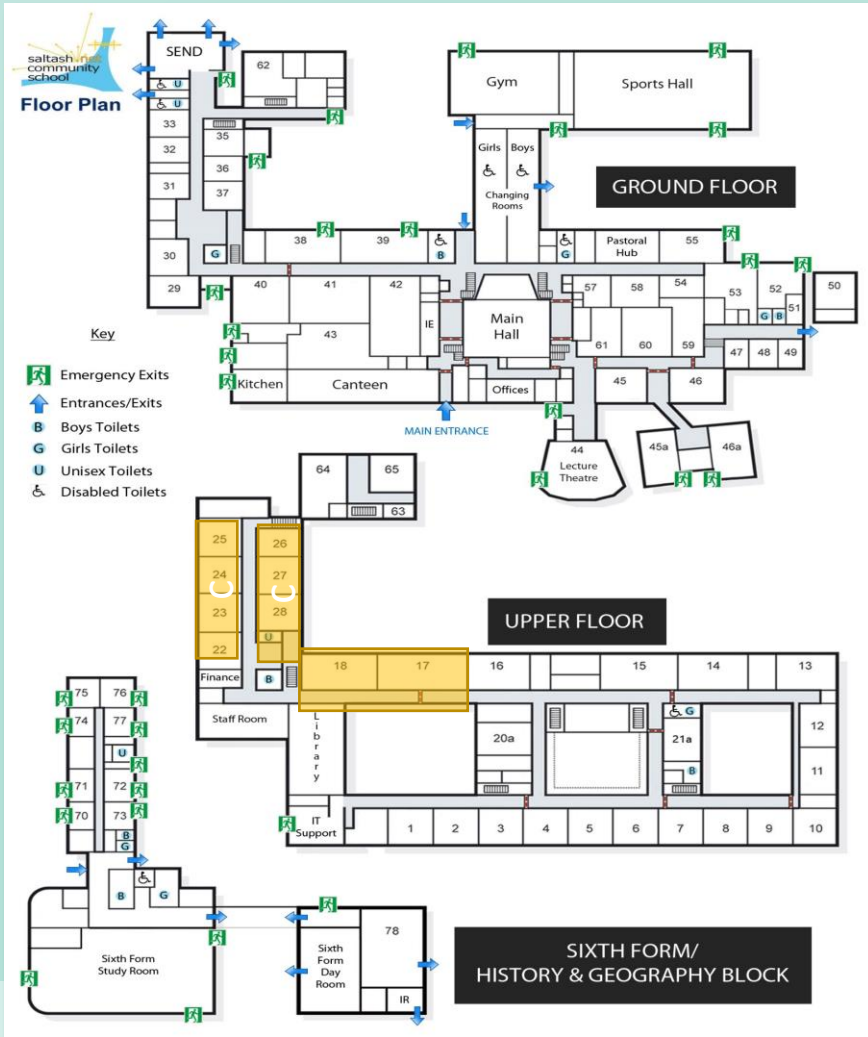 saltash.net
community
school
Floor Plan
SEND
62
33
32
31
30
29
35
36
37
G
38
39
B
Gym
Sports Hall
Girls
Boys
Changing
Rooms
GROUND FLOOR
G
Pastoral
Hub
55
40
41
42
43
IE
Main
Hall
57
58
54
53
52
51
50
G
B
61
60
59
47
48
49
Kitchen
Canteen
Offices
45
46
MAIN ENTRANCE
44
Lecture
Theatre
45a
46a
Key
Emergency Exits
Entrances/Exits
B
Boys Toilets
G
Girls Toilets
U
Unisex Toilets
Disabled Toilets
U
U
64
65
63
25
24
23
22
C
26
27
28
C
U
B
Finance
Staff Room
UPPER FLOOR
18
17
16
15
14
13
Library
20a
G
21a
B
12
11
IT
Support
1
2
3
4
5
6
7
8
9
10
75
76
74
77
U
71
72
70
73
B
G
B
G
Sixth Form
Study Room
Sixth
Form
Day
Room
78
IR
SIXTH FORM/
HISTORY & GEOGRAPHY BLOCK